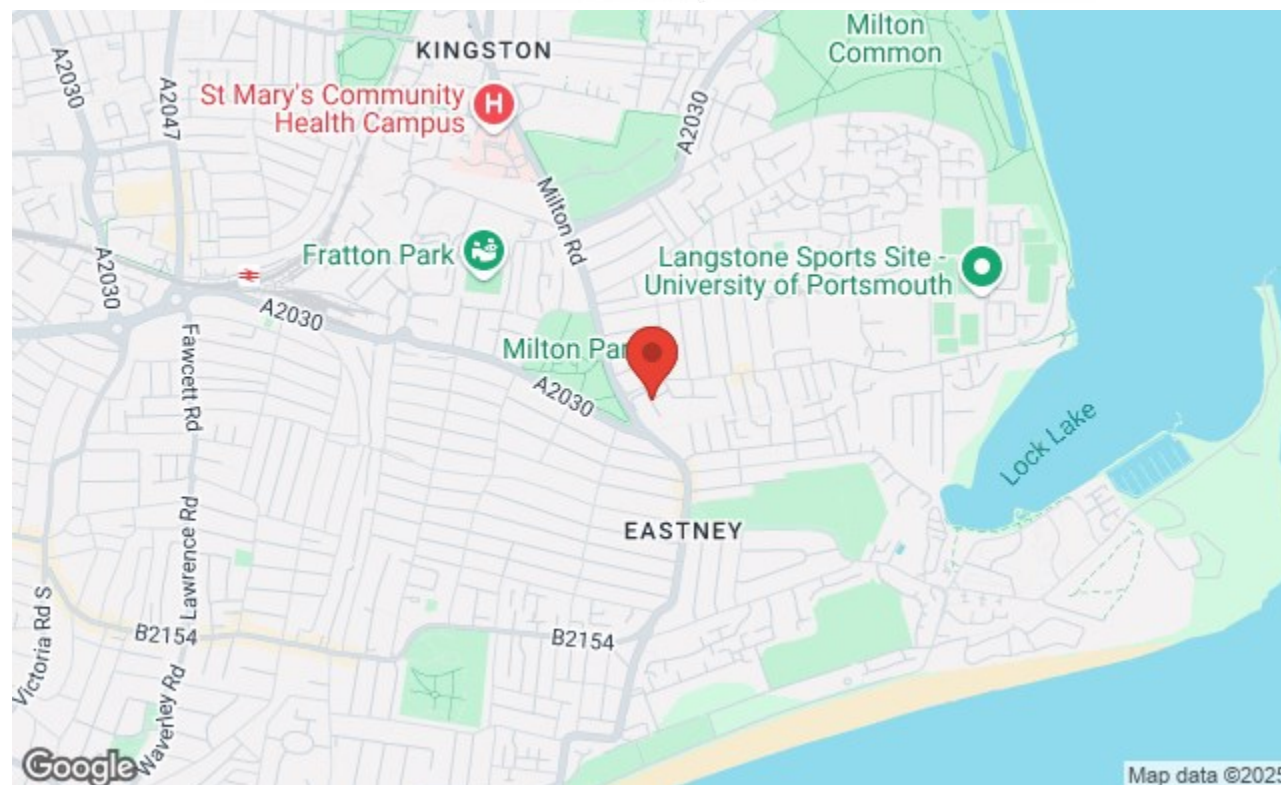 Milton
Common
KINGSTON
A2030
A2047
St Mary's Community
Health Campus
H
A2030
Milton Rd
Fratton Park
Langstone Sports Site -
University of Portsmouth
A2030
A2030
Fawcett Rd
Milton Par
A2030
Lock Lake
EASTNEY
Lawrence Rd
Victoria Rd S
B2154
B2154
Waverley Rd
Google
Map data ©2025